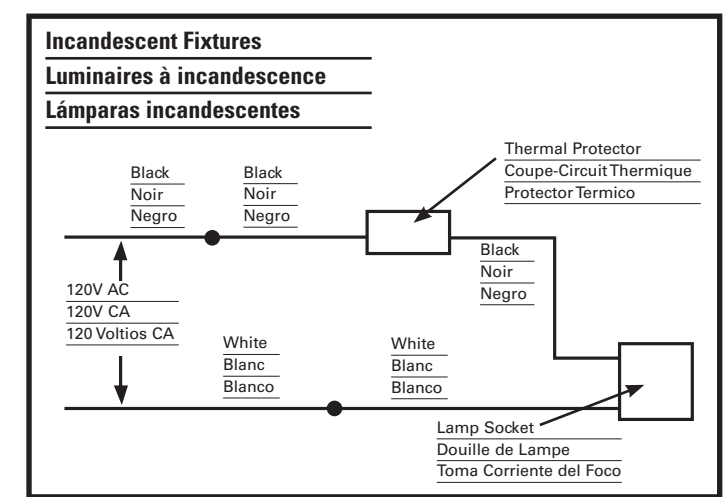 Incandescent Fixtures
Luminaires à incandescence
Lámparas incandescentes
Thermal Protector
Coupe-Circuit Thermique
Protector Termico
Black
Noir
Negro
Black
Noir
Negro
Black
Noir
Negro
120V AC
120V CA
120 Voltios CA
White
Blanc
Blanco
White
Blanc
Blanco
Lamp Socket
Douille de Lampe
Toma Corriente del Foco